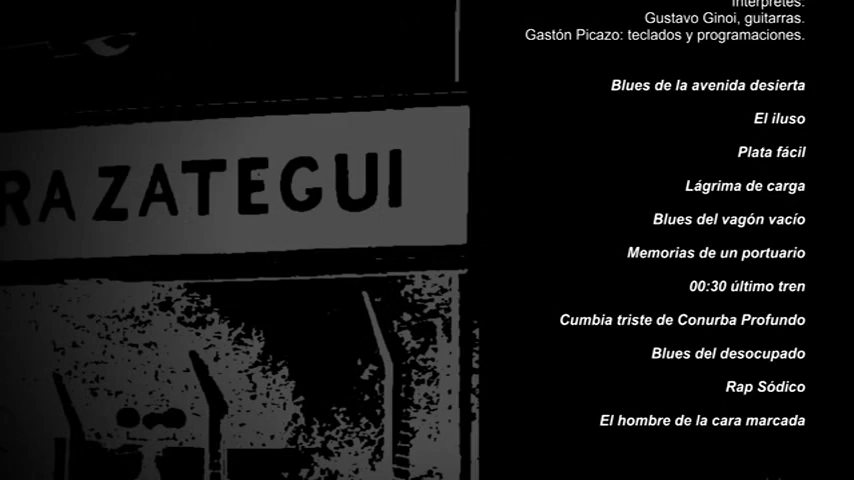 Intérpretes:
Gustavo Ginoi, guitarras.
Gastón Picazo: teclados y programaciones.
RAZATEGUI
Blues de la avenida desierta
El iluso
Plata fácil
Lágrima de carga
Blues del vagón vacío
Memorias de un portuario
00:30 último tren
Cumbia triste de Conurba Profundo
Blues del desocupado
Rap Sódico
El hombre de la cara marcada